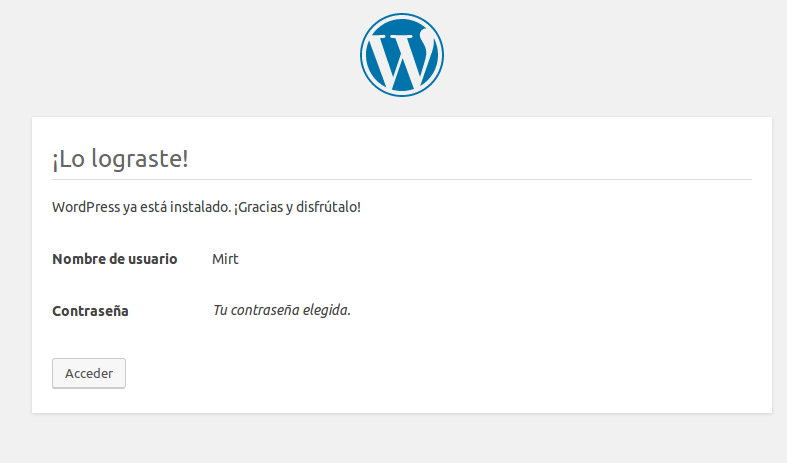 ¡Lo lograste!
WordPress ya está instalado. ¡Gracias y disfrútalo!
Nombre de usuario Mirt
Contraseña Tu contraseña elegida.
Acceder